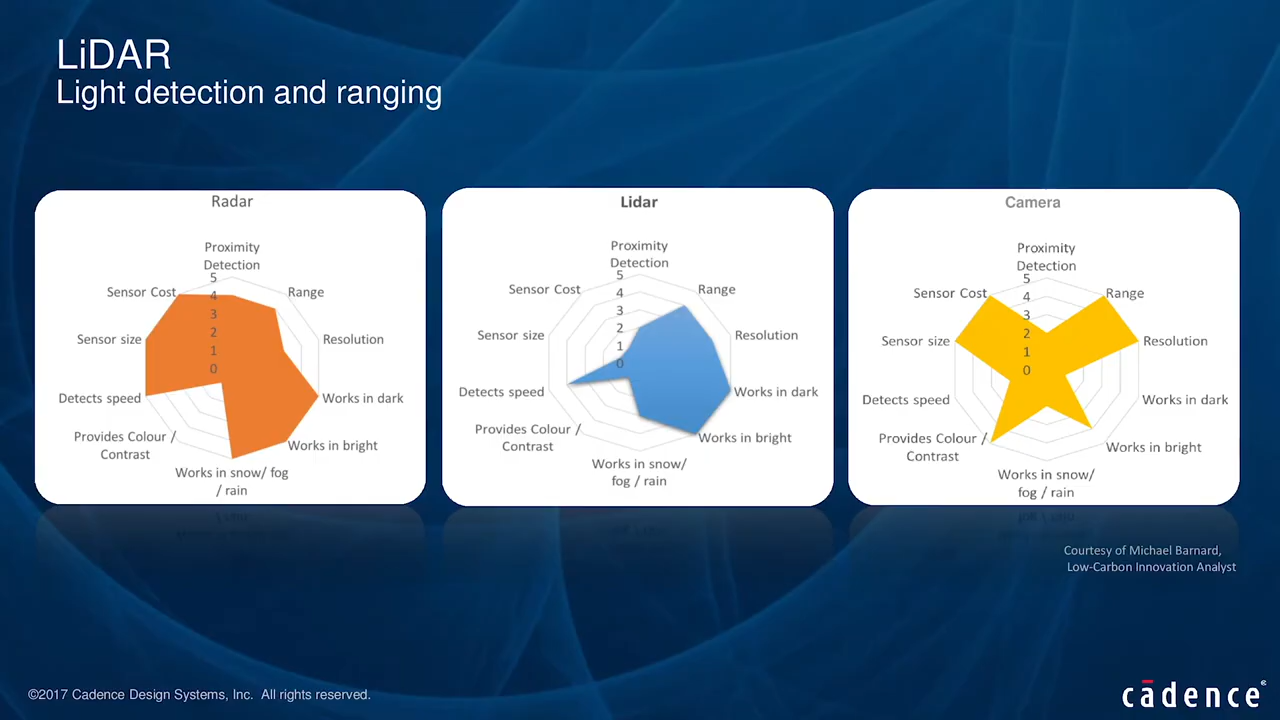 LiDAR
Light detection and ranging
Radar
Proximity
Detection
5
4
3
2
1
0
Sensor Cost
Range
Sensor size
Resolution
Detects speed
Works in dark
Provides Colour /
Contrast
Works in bright
Works in snow/ fog
/ rain
Lidar
Proximity
Detection
5
4
3
2
1
0
Sensor Cost
Range
Sensor size
Resolution
Detects speed
Works in dark
Provides Colour /
Contrast
Works in bright
Works in snow/
fog / rain
Camera
Proximity
Detection
5
4
3
2
1
0
Sensor Cost
Range
Sensor size
Resolution
Detects speed
Works in dark
Provides Colour /
Contrast
Works in bright
Works in snow/
fog / rain
Courtesy of Michael Barnard,
Low-Carbon Innovation Analyst
©2017 Cadence Design Systems, Inc. All rights reserved.
cādence®